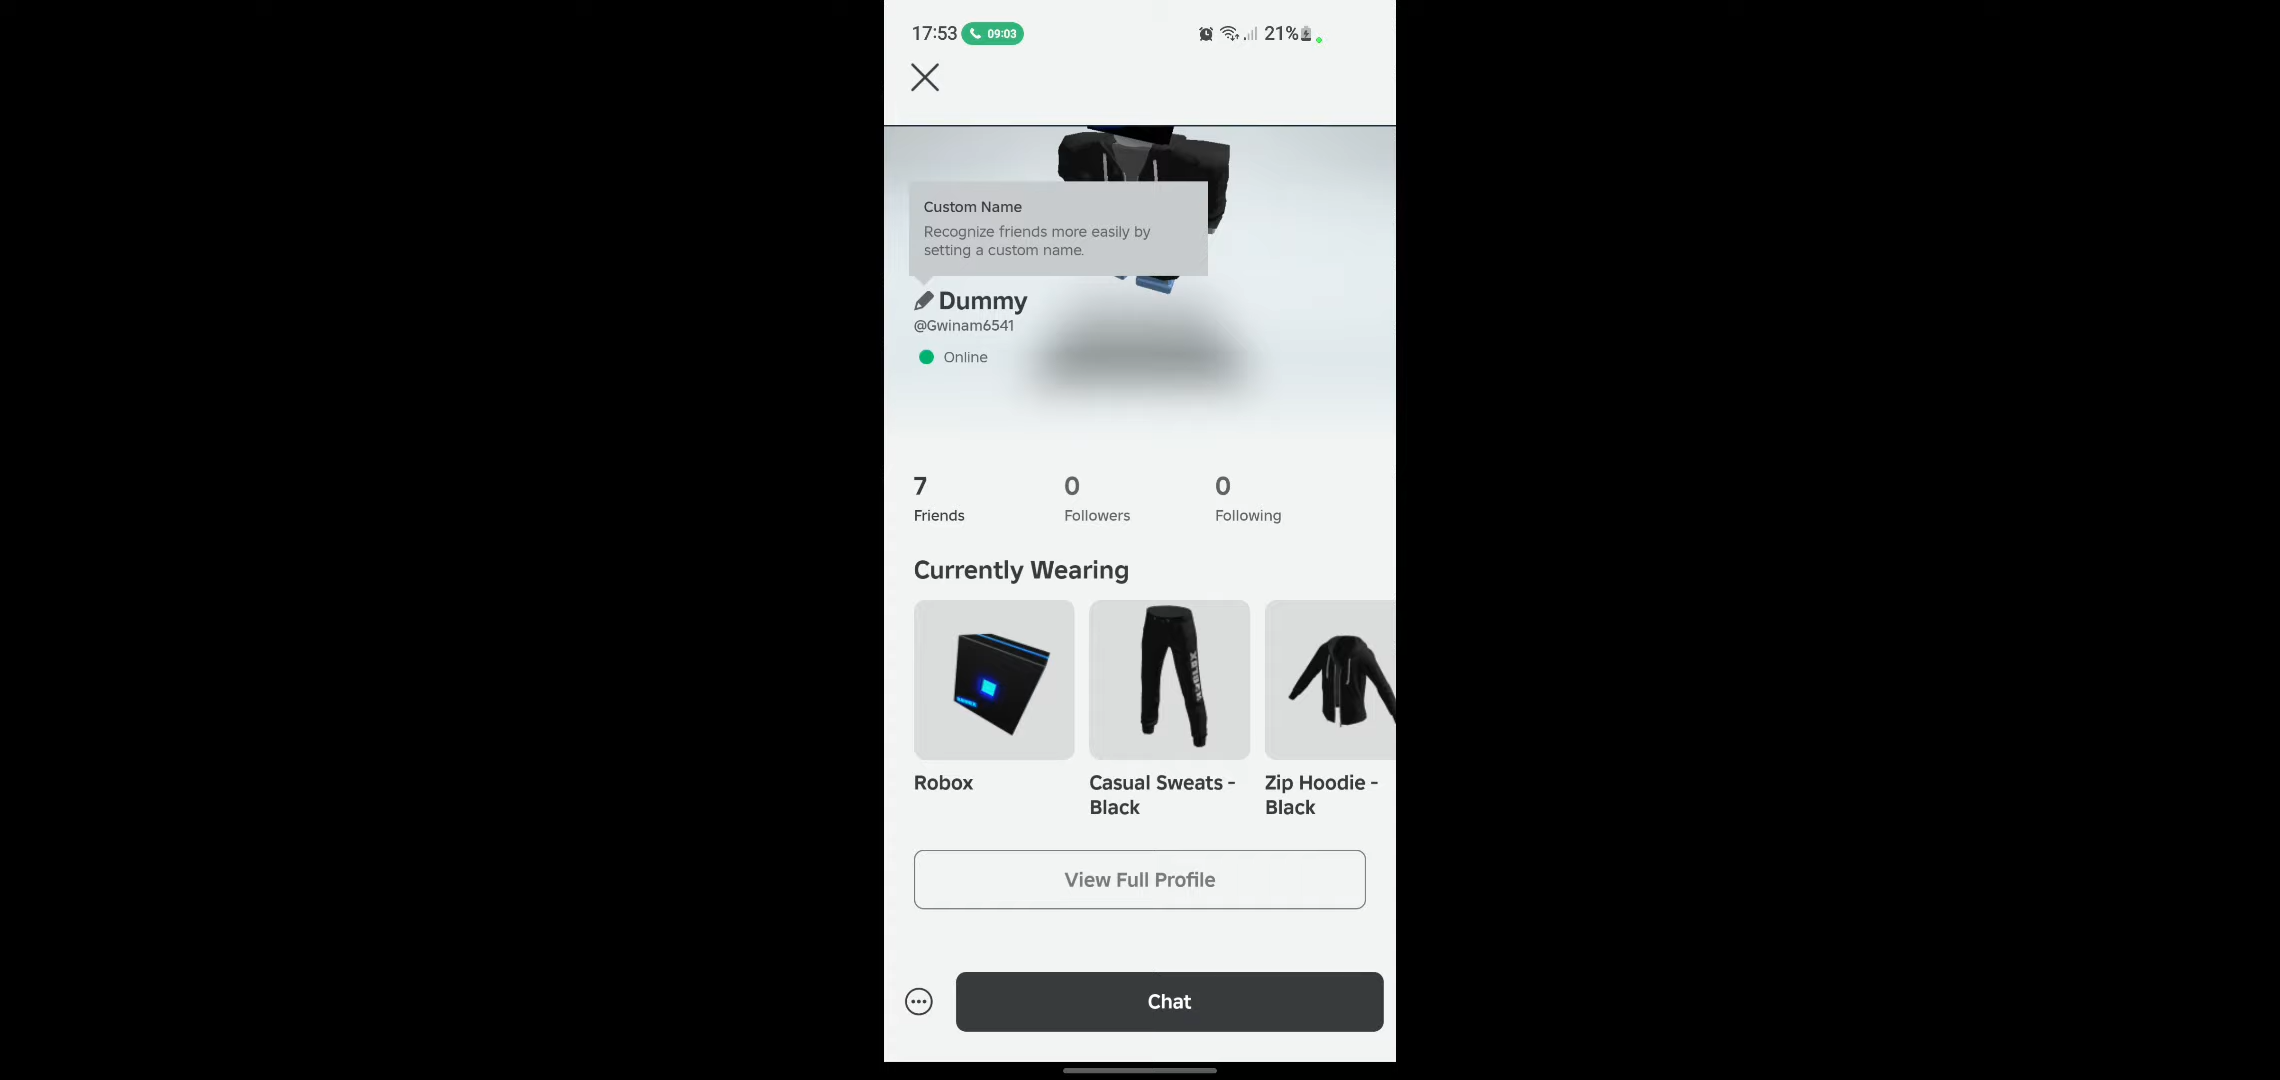 17:53 09:03 21%
Custom Name
Recognize friends more easily by
setting a custom name.
Dummy
@Gwinam6541
Online
7 0 0
Friends Followers Following
Currently Wearing
Robox Casual Sweats - Zip Hoodie -
Black Black
View Full Profile
Chat